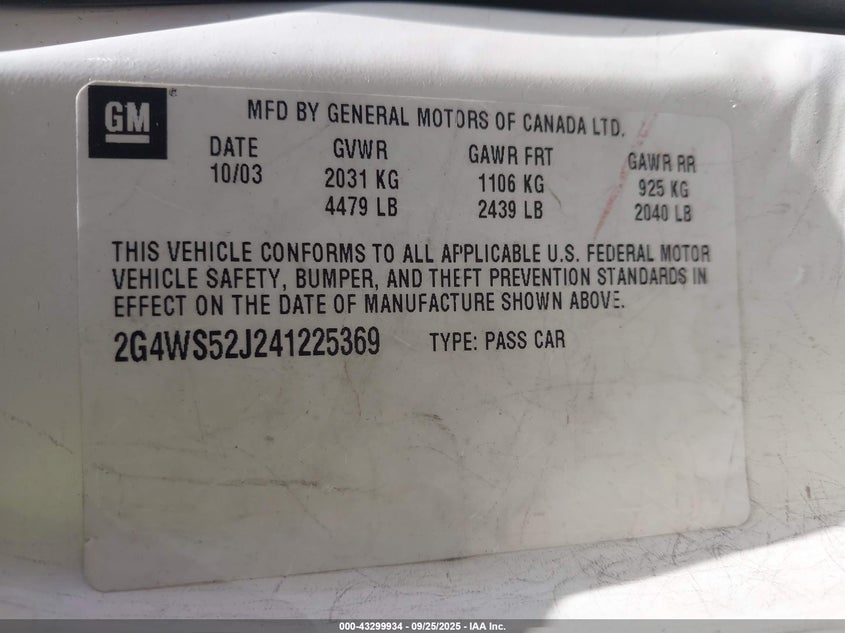 GM®
MFD BY GENERAL MOTORS OF CANADA LTD.
DATE GVWR GAWR FRT GAWR RR
10/03 2031 KG 1106 KG 925 KG
4479 LB 2439 LB 2040 LB
THIS VEHICLE CONFORMS TO ALL APPLICABLE U.S. FEDERAL MOTOR
VEHICLE SAFETY, BUMPER, AND THEFT PREVENTION STANDARDS IN
EFFECT ON THE DATE OF MANUFACTURE SHOWN ABOVE.
2G4WS52J241225369 TYPE: PASS CAR
000-43299934 - 09/25/2025 - IAA Inc.